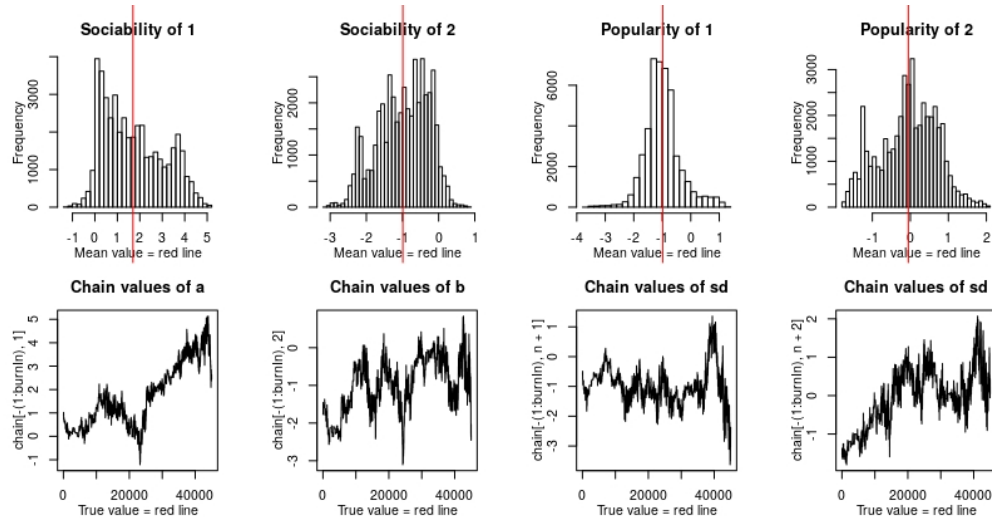 Sociability of 1
Sociability of 2
Popularity of 1
Popularity of 2
Frequency
0 1000 3000
-1 0 1 2 3 4 5
Mean value = red line
Frequency
0 1000 2000
-3 -2 -1 0 1
Mean value = red line
Frequency
0 2000 6000
-4 -3 -2 -1 0 1
Mean value = red line
Frequency
0 1000 2000 3000
-1 0 1 2
Mean value = red line
Chain values of a
Chain values of b
Chain values of sd
Chain values of sd
chain[-(1:burnIn), 1]
-1 0 1 2 3 4 5
0 20000 40000
True value = red line
chain[-(1:burnIn), 2]
-3 -2 -1 0
0 20000 40000
True value = red line
chain[-(1:burnIn), n + 1]
-3 -2 -1 0 1
0 20000 40000
True value = red line
chain[-(1:burnIn), n + 2]
-1 0 1 2
0 20000 40000
True value = red line